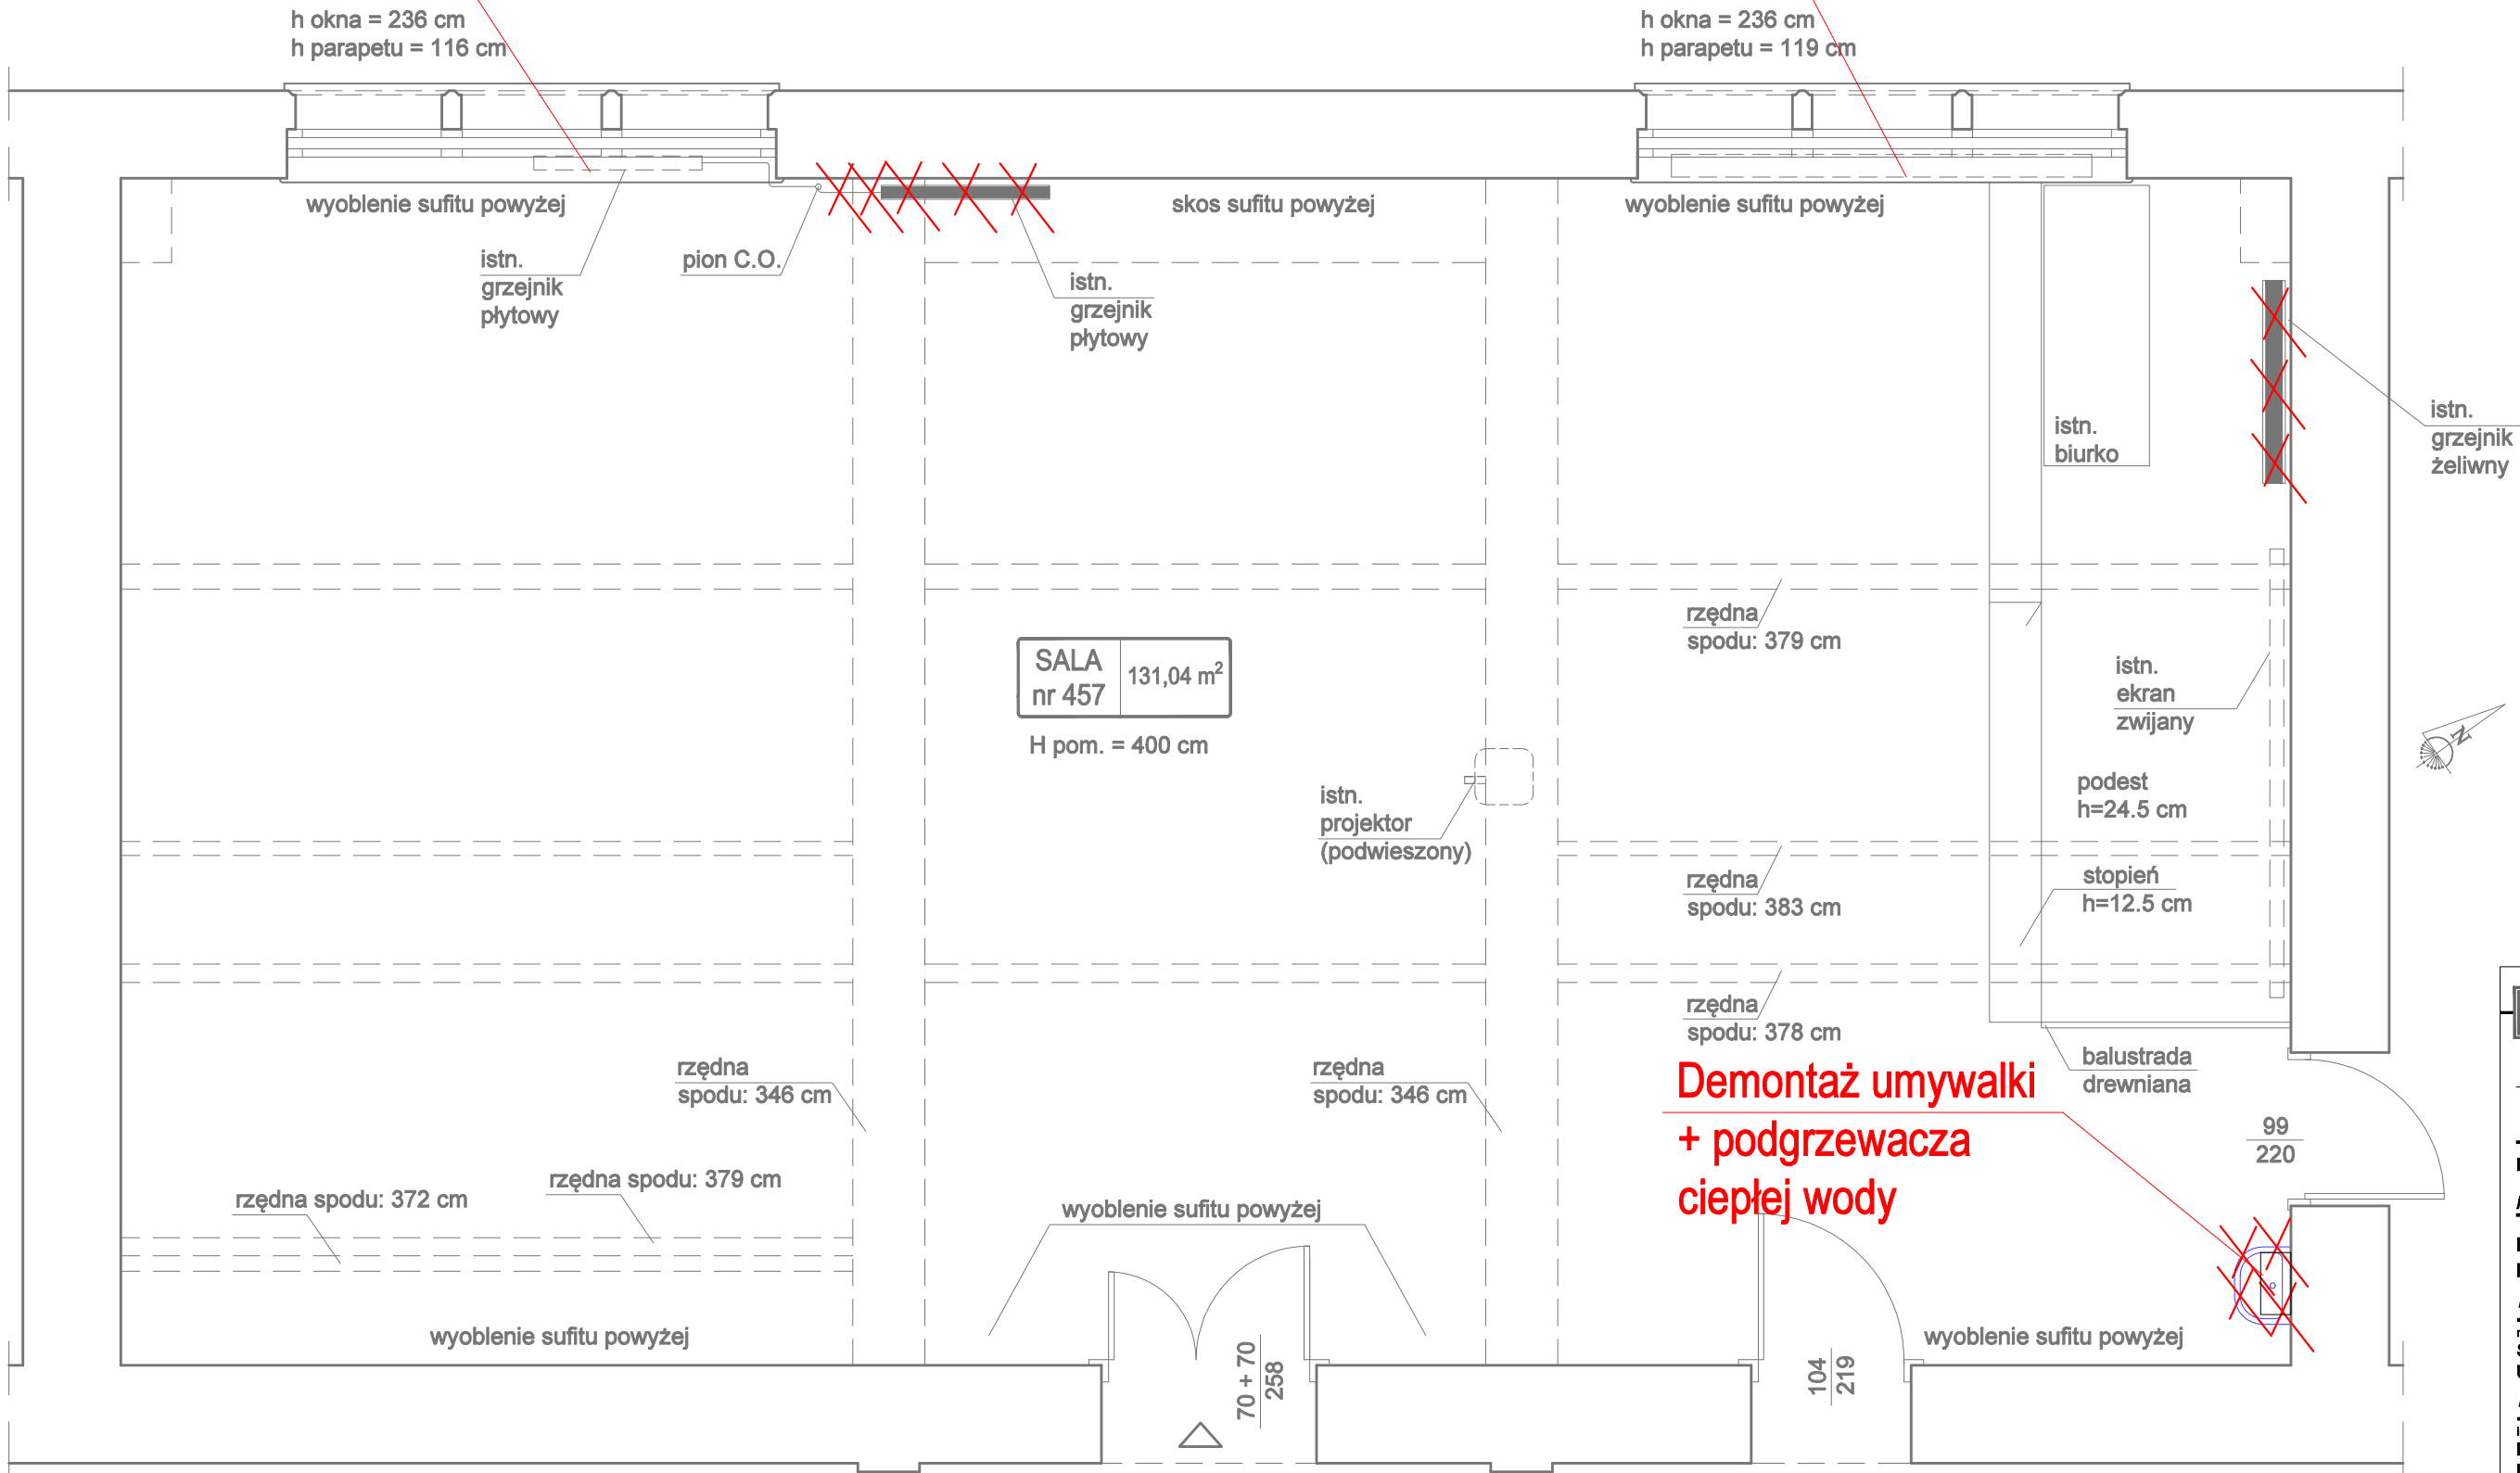 h okna = 236 cm
h parapetu = 116 cm
h okna = 236 cm
h parapetu = 119 cm
wyoblenie sufitu powyżej
skos sufitu powyżej
wyoblenie sufitu powyżej
istn.
grzejnik
płytowy
pion C.O.
istn.
grzejnik
płytowy
istn.
biurko
istn.
grzejnik
żeliwny
rzędna
spodu: 379 cm
SALA
nr 457
131,04 m²
H pom. = 400 cm
istn.
ekran
zwijany
N
istn.
projektor
(podwieszony)
podest
h=24.5 cm
rzędna
spodu: 383 cm
stopień
h=12.5 cm
rzędna
spodu: 378 cm
rzędna
spodu: 346 cm
rzędna
spodu: 346 cm
balustrada
drewniana
Demontaż umywalki
+ podgrzewacza
ciepłej wody
99
220
rzędna spodu: 372 cm
rzędna spodu: 379 cm
wyoblenie sufitu powyżej
wyoblenie sufitu powyżej
70 + 70
258
104
219
wyoblenie sufitu powyżej